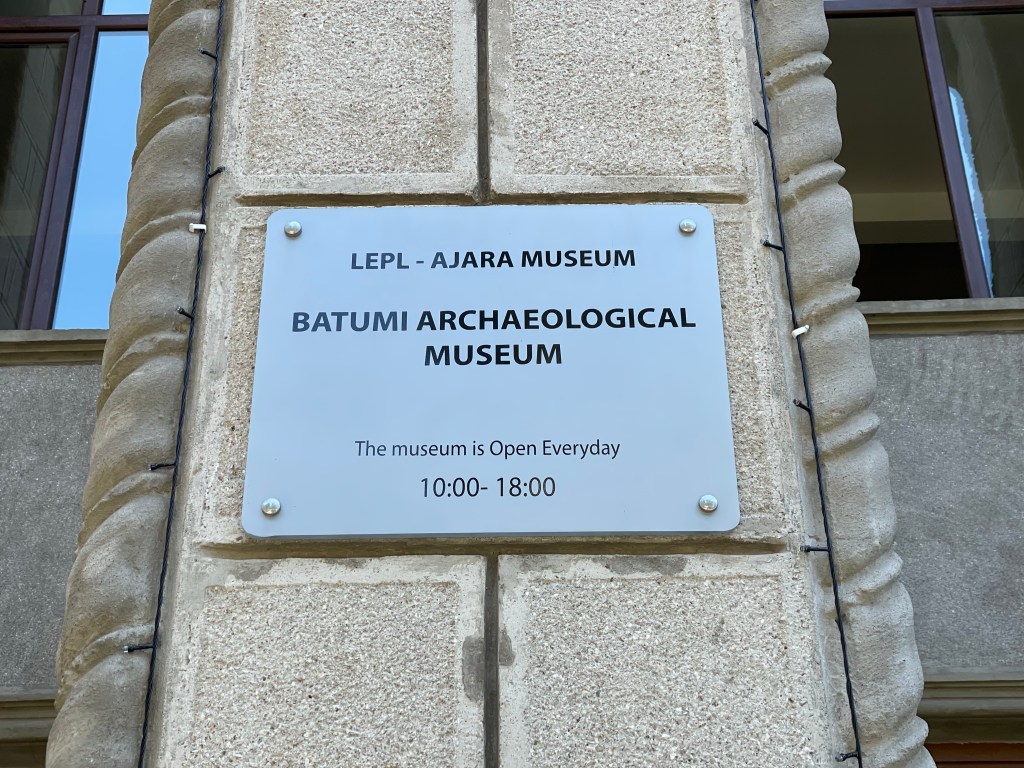 LEPL - AJARA MUSEUM
BATUMI ARCHAEOLOGICAL
MUSEUM
The museum is Open Everyday
10:00- 18:00